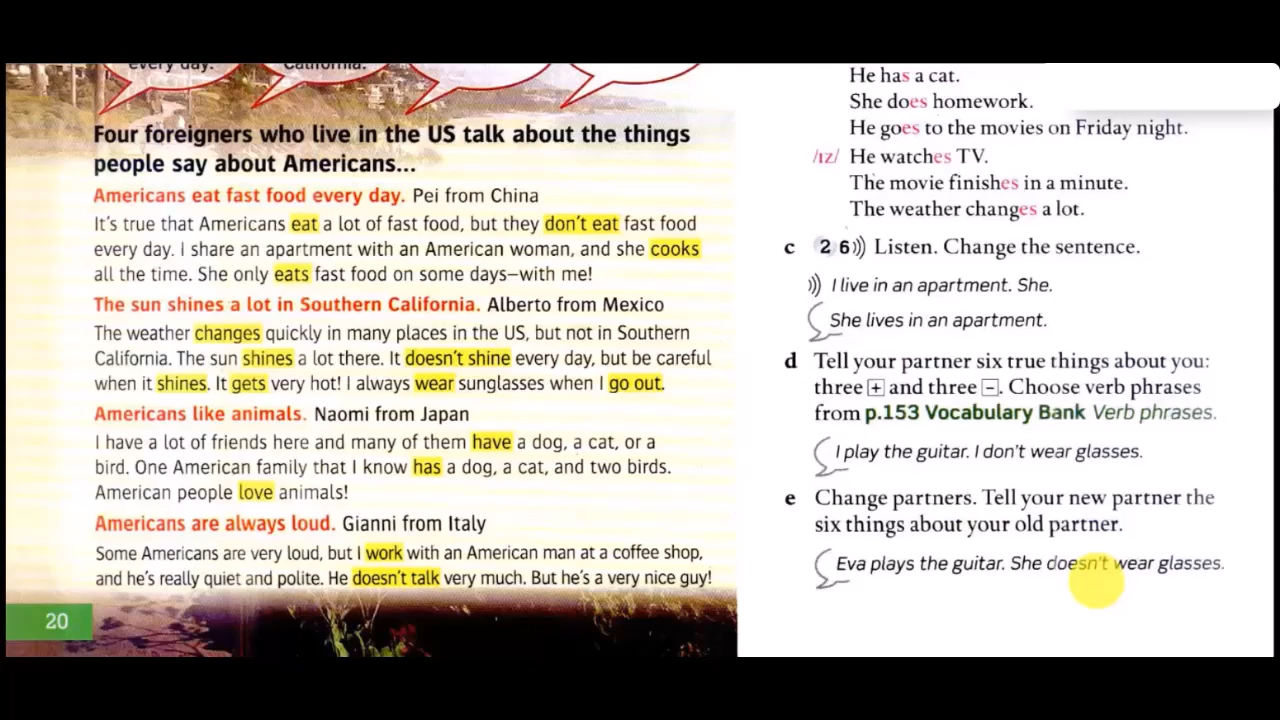 every day.
California.
Four foreigners who live in the US talk about the things
people say about Americans...
Americans eat fast food every day. Pei from China
It's true that Americans eat a lot of fast food, but they don't eat fast food
every day. I share an apartment with an American woman, and she cooks
all the time. She only eats fast food on some days–with me!
The sun shines a lot in Southern California. Alberto from Mexico
The weather changes quickly in many places in the US, but not in Southern
California. The sun shines a lot there. It doesn't shine every day, but be careful
when it shines. It gets very hot! I always wear sunglasses when I go out.
Americans like animals. Naomi from Japan
I have a lot of friends here and many of them have a dog, a cat, or a
bird. One American family that I know has a dog, a cat, and two birds.
American people love animals!
Americans are always loud. Gianni from Italy
Some Americans are very loud, but I work with an American man at a coffee shop,
and he's really quiet and polite. He doesn't talk very much. But he's a very nice guy!
20
He has a cat.
She does homework.
He goes to the movies on Friday night.
/ɪz/ He watches TV.
The movie finishes in a minute.
The weather changes a lot.
c 2 6 Listen. Change the sentence.
I live in an apartment. She.
She lives in an apartment.
d Tell your partner six true things about you:
three + and three −. Choose verb phrases
from p.153 Vocabulary Bank Verb phrases.
I play the guitar. I don't wear glasses.
e Change partners. Tell your new partner the
six things about your old partner.
Eva plays the guitar. She doesn't wear glasses.